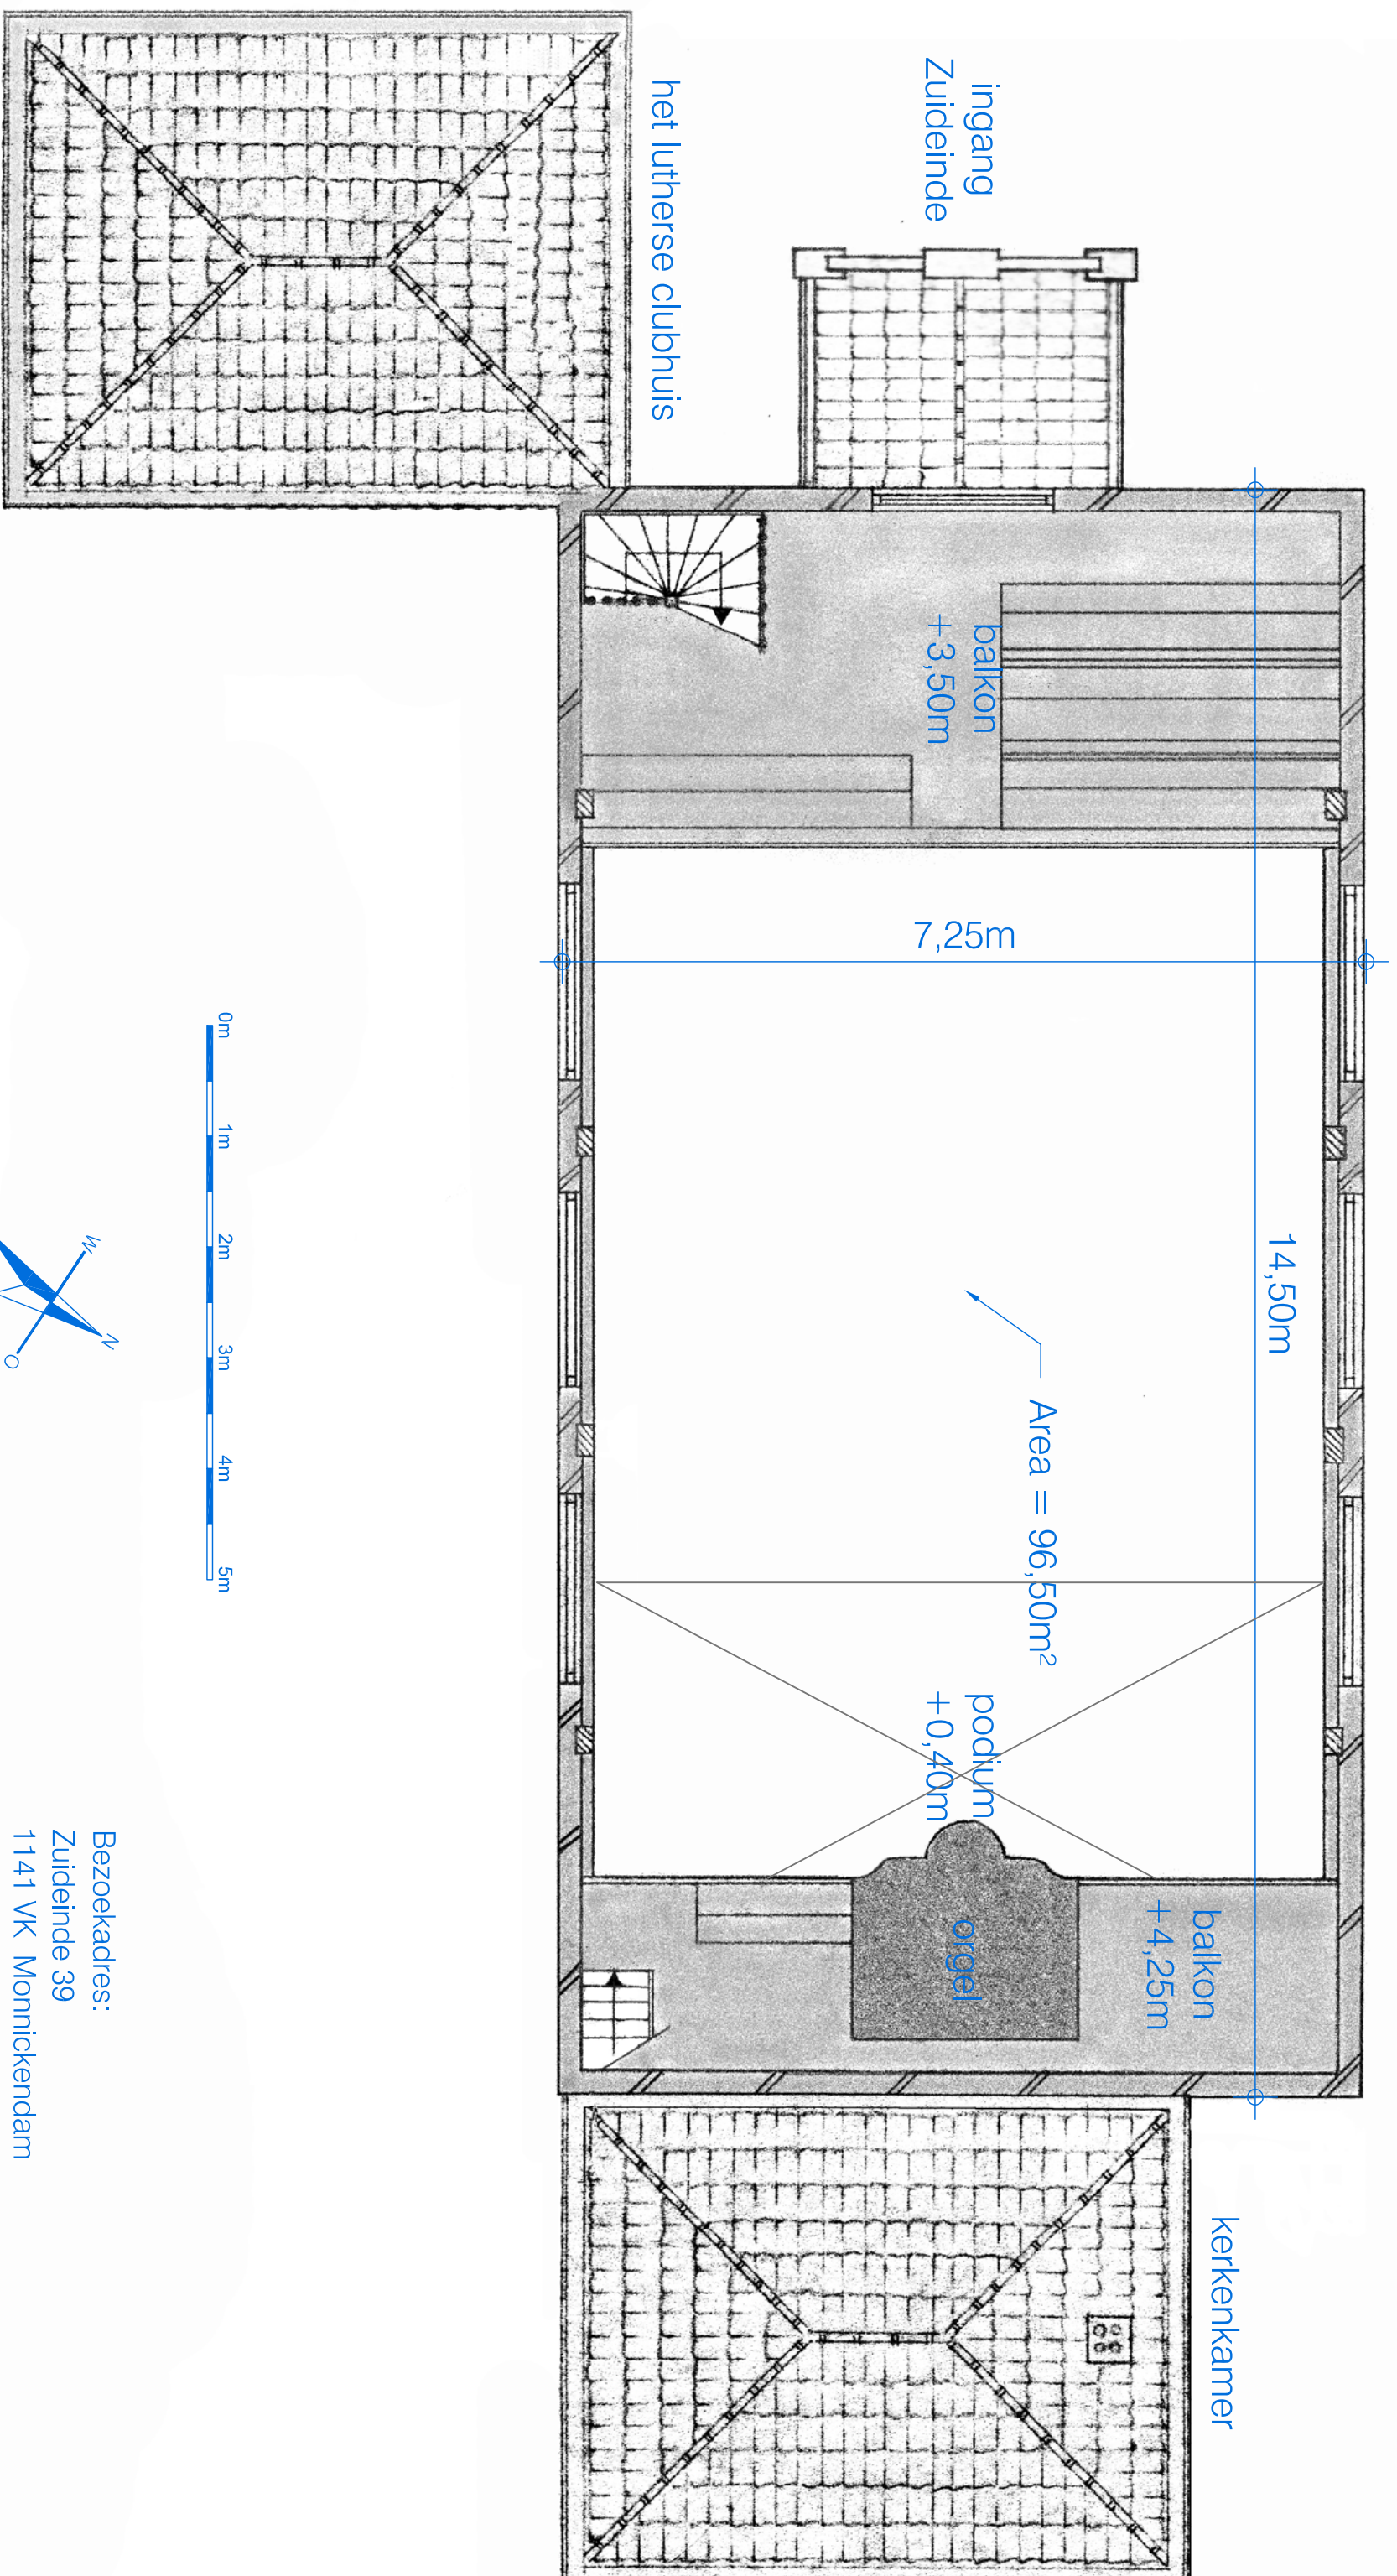 het lutherse clubhuis
ingang
Zuideinde
balkon
+3,50m
7,25m
14,50m
Area = 96,50m²
podium
+0,40m
orgel
balkon
+4,25m
kerkenkamer
0m
1m
2m
3m
4m
5m
W
N
O
Bezoekadres:
Zuideinde 39
1141 VK Monnickendam